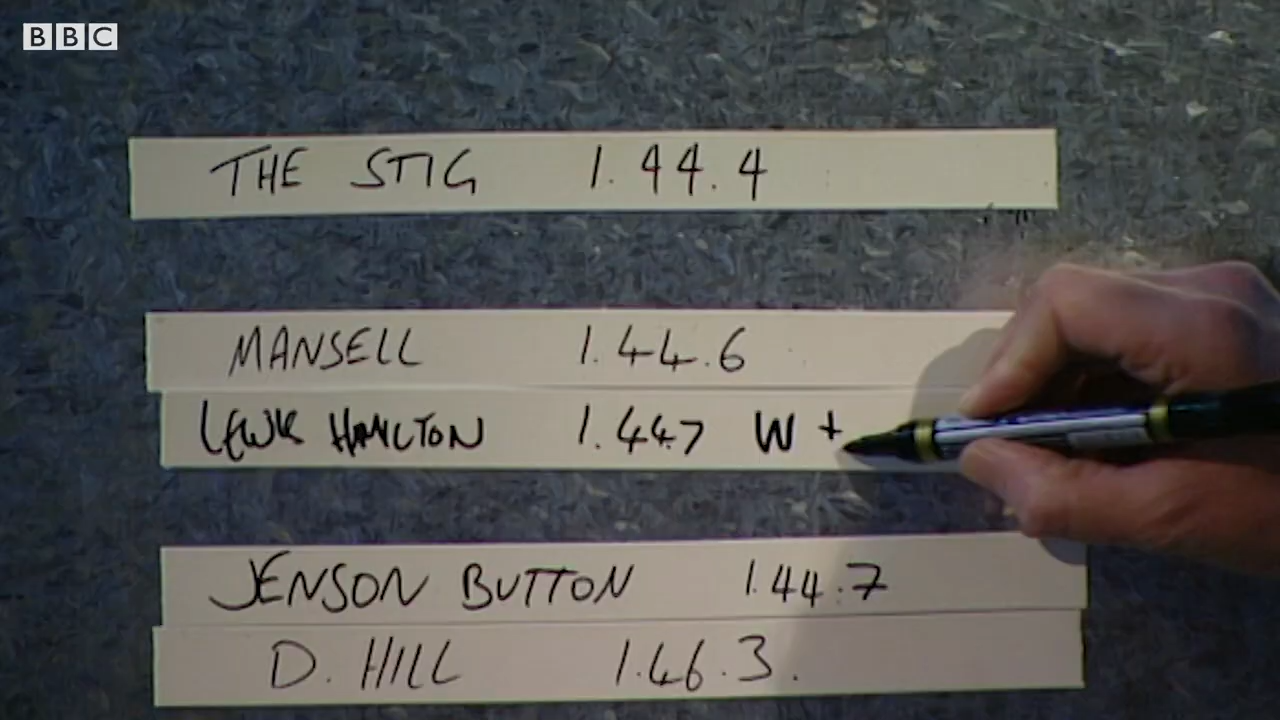 BBC
THE STIG 1.44.4
MANSELL 1.44.6
LEWIS HAMILTON 1.44.7 W +
JENSON BUTTON 1.44.7
D. HILL 1.46.3.